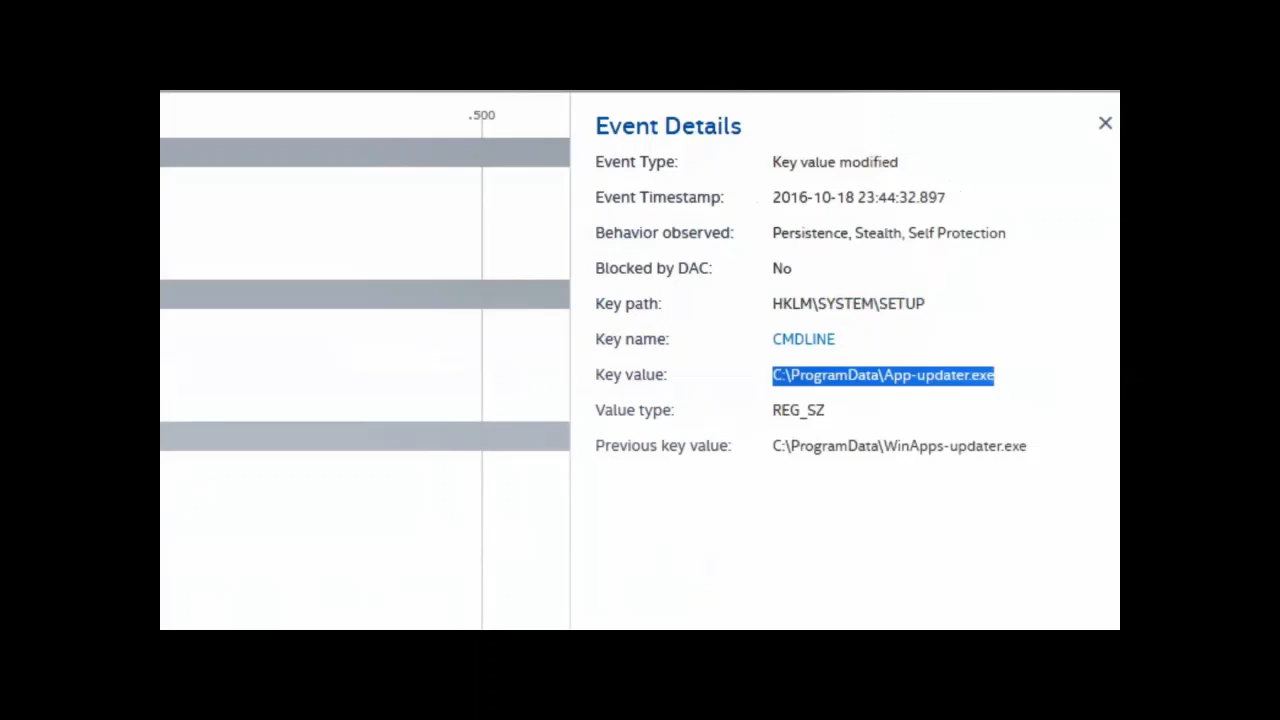 .500
Event Details
Event Type: Key value modified
Event Timestamp: 2016-10-18 23:44:32.897
Behavior observed: Persistence, Stealth, Self Protection
Blocked by DAC: No
Key path: HKLM\SYSTEM\SETUP
Key name: CMDLINE
Key value: C:\ProgramData\App-updater.exe
Value type: REG_SZ
Previous key value: C:\ProgramData\WinApps-updater.exe